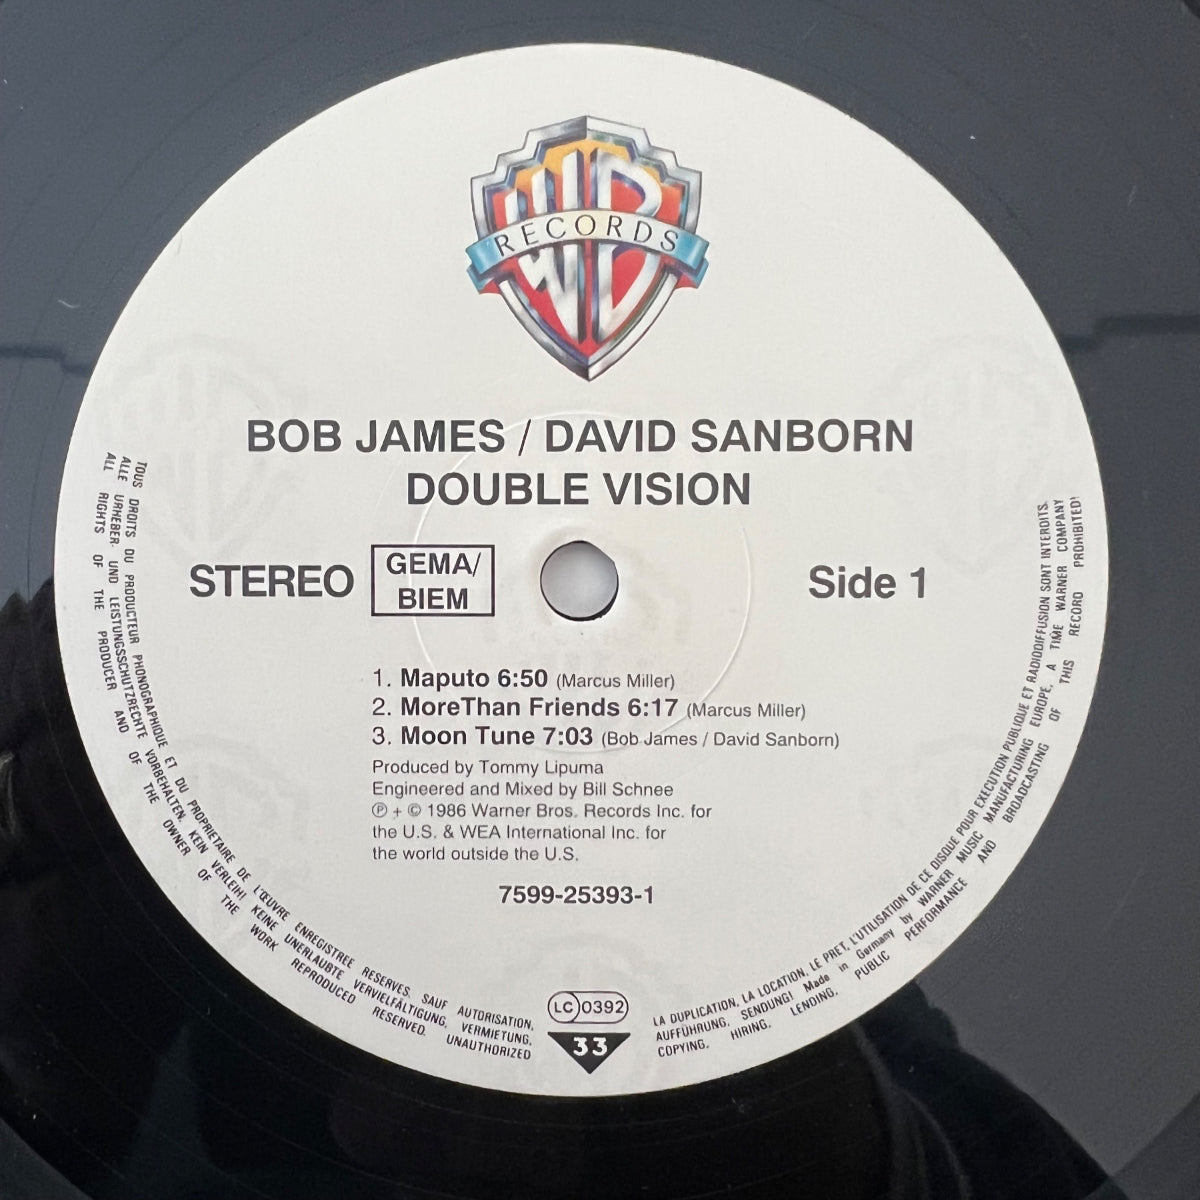 WB
RECORDS
BOB JAMES / DAVID SANBORN
DOUBLE VISION
STEREO
GEMA/
BIEM
Side 1
1. Maputo 6:50 (Marcus Miller)
2. MoreThan Friends 6:17 (Marcus Miller)
3. Moon Tune 7:03 (Bob James / David Sanborn)
Produced by Tommy Lipuma
Engineered and Mixed by Bill Schnee
℗ + © 1986 Warner Bros. Records Inc. for
the U.S. & WEA International Inc. for
the world outside the U.S.
7599-25393-1
LC 0392
33
TOUS DROITS DU PRODUCTEUR PHONOGRAPHIQUE ET DU PROPRIETAIRE DE L'ŒUVRE ENREGISTREE RESERVES. SAUF AUTORISATION, LA DUPLICATION, LA LOCATION, LE PRET, L'UTILISATION DE CE DISQUE POUR EXECUTION PUBLIQUE ET RADIODIFFUSION SONT INTERDITS.
ALLE URHEBER- UND LEISTUNGSSCHUTZRECHTE VORBEHALTEN. KEIN VERLEIH! KEINE UNERLAUBTE VERVIELFÄLTIGUNG, VERMIETUNG, AUFFÜHRUNG, SENDUNG! Made in Germany by WARNER MUSIC MANUFACTURING EUROPE, A TIME WARNER COMPANY
ALL RIGHTS OF THE PRODUCER AND OF THE OWNER OF THE WORK REPRODUCED RESERVED. UNAUTHORIZED COPYING, HIRING, LENDING, PUBLIC PERFORMANCE AND BROADCASTING OF THIS RECORD PROHIBITED!